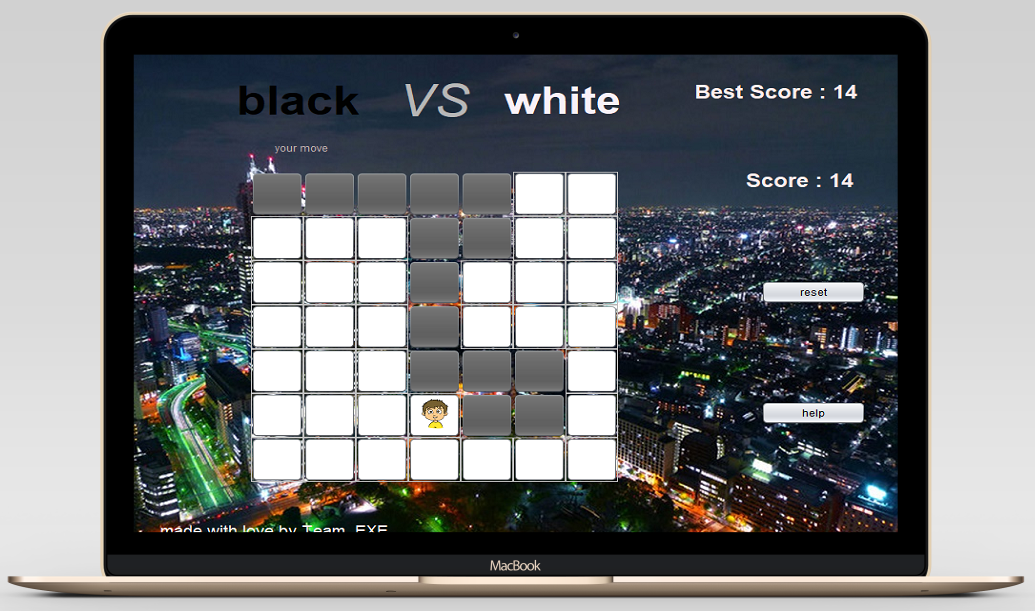 black VS white
Best Score : 14
your move
Score : 14
reset
help
made with love by Team .EXE
MacBook